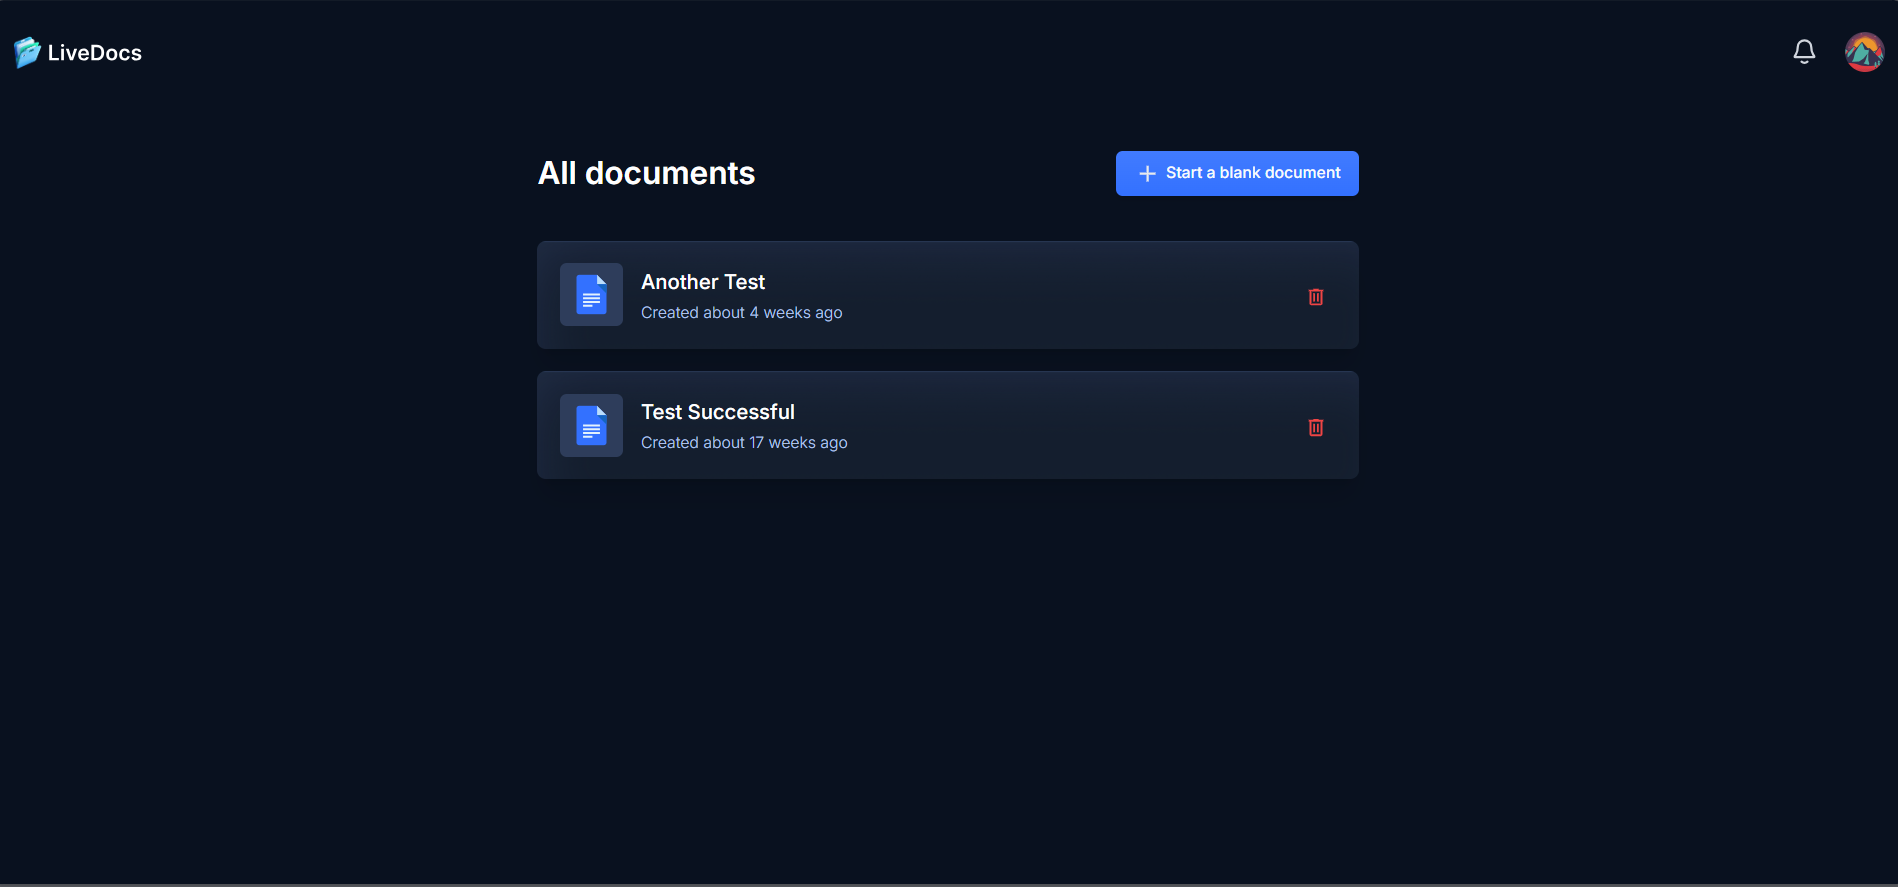 LiveDocs
All documents
Start a blank document
Another Test
Created about 4 weeks ago
Test Successful
Created about 17 weeks ago